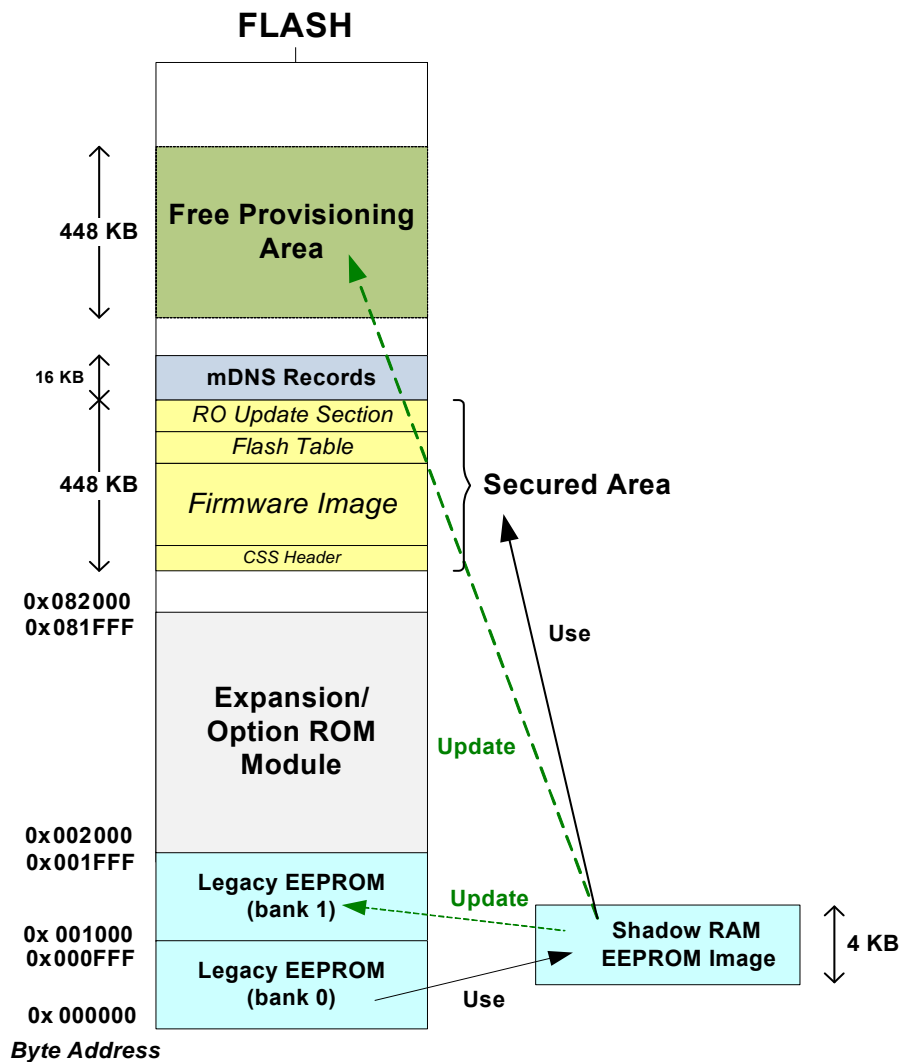 FLASH
Free Provisioning
Area
448 KB
16 KB
mDNS Records
RO Update Section
Flash Table
448 KB
Firmware Image
Secured Area
CSS Header
0x082000
0x081FFF
Use
Expansion/
Option ROM
Module
Update
0x002000
0x001FFF
Legacy EEPROM
(bank 1)
Update
Shadow RAM
EEPROM Image
4 KB
0x 001000
0x000FFF
Legacy EEPROM
(bank 0)
Use
0x 000000
Byte Address